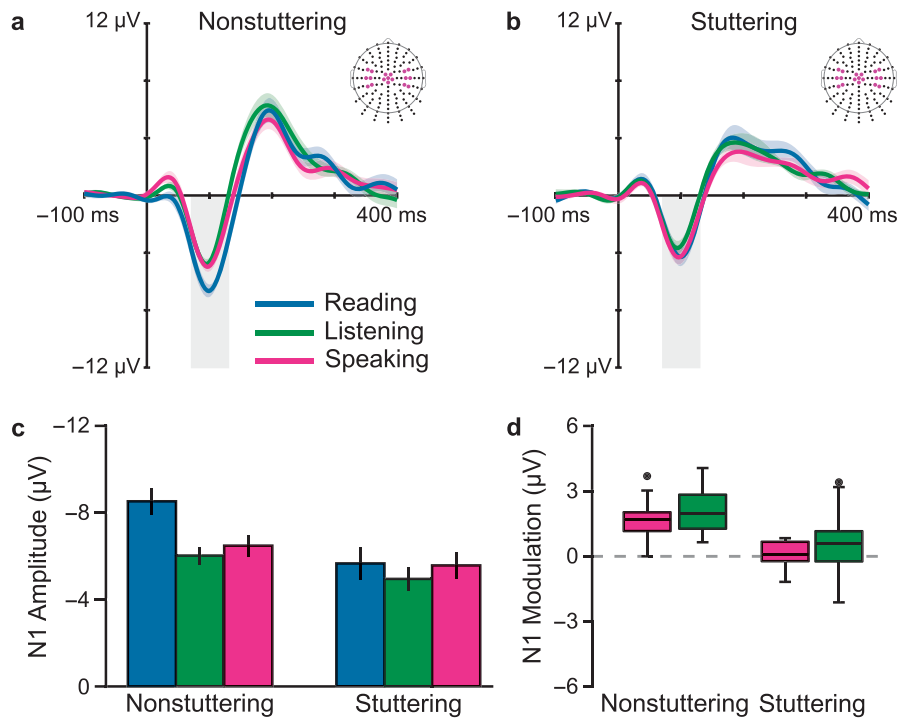 a
12 µV
Nonstuttering
−100 ms
400 ms
−12 µV
Reading
Listening
Speaking
b
12 µV
Stuttering
−100 ms
400 ms
−12 µV
c
N1 Amplitude (µV)
−12
−8
−4
0
Nonstuttering
Stuttering
d
N1 Modulation (µV)
6
3
0
−3
−6
Nonstuttering
Stuttering